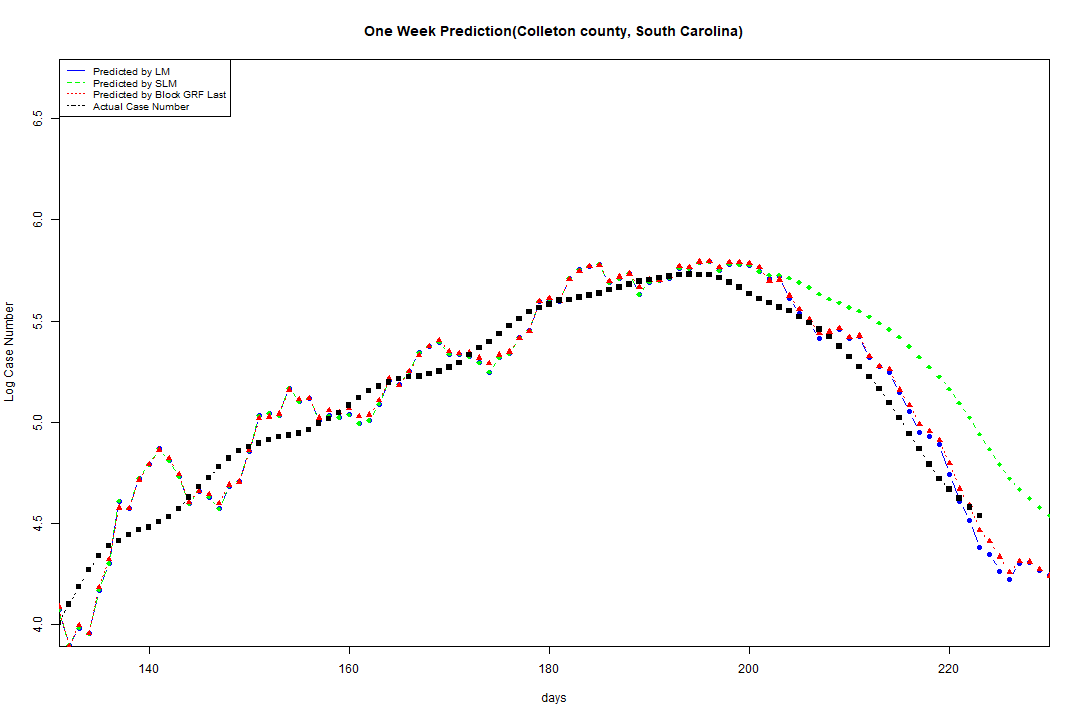 One Week Prediction(Colleton county, South Carolina)
Predicted by LM
Predicted by SLM
Predicted by Block GRF Last
Actual Case Number
6.5
6.0
5.5
5.0
4.5
4.0
Log Case Number
140 160 180 200 220
days